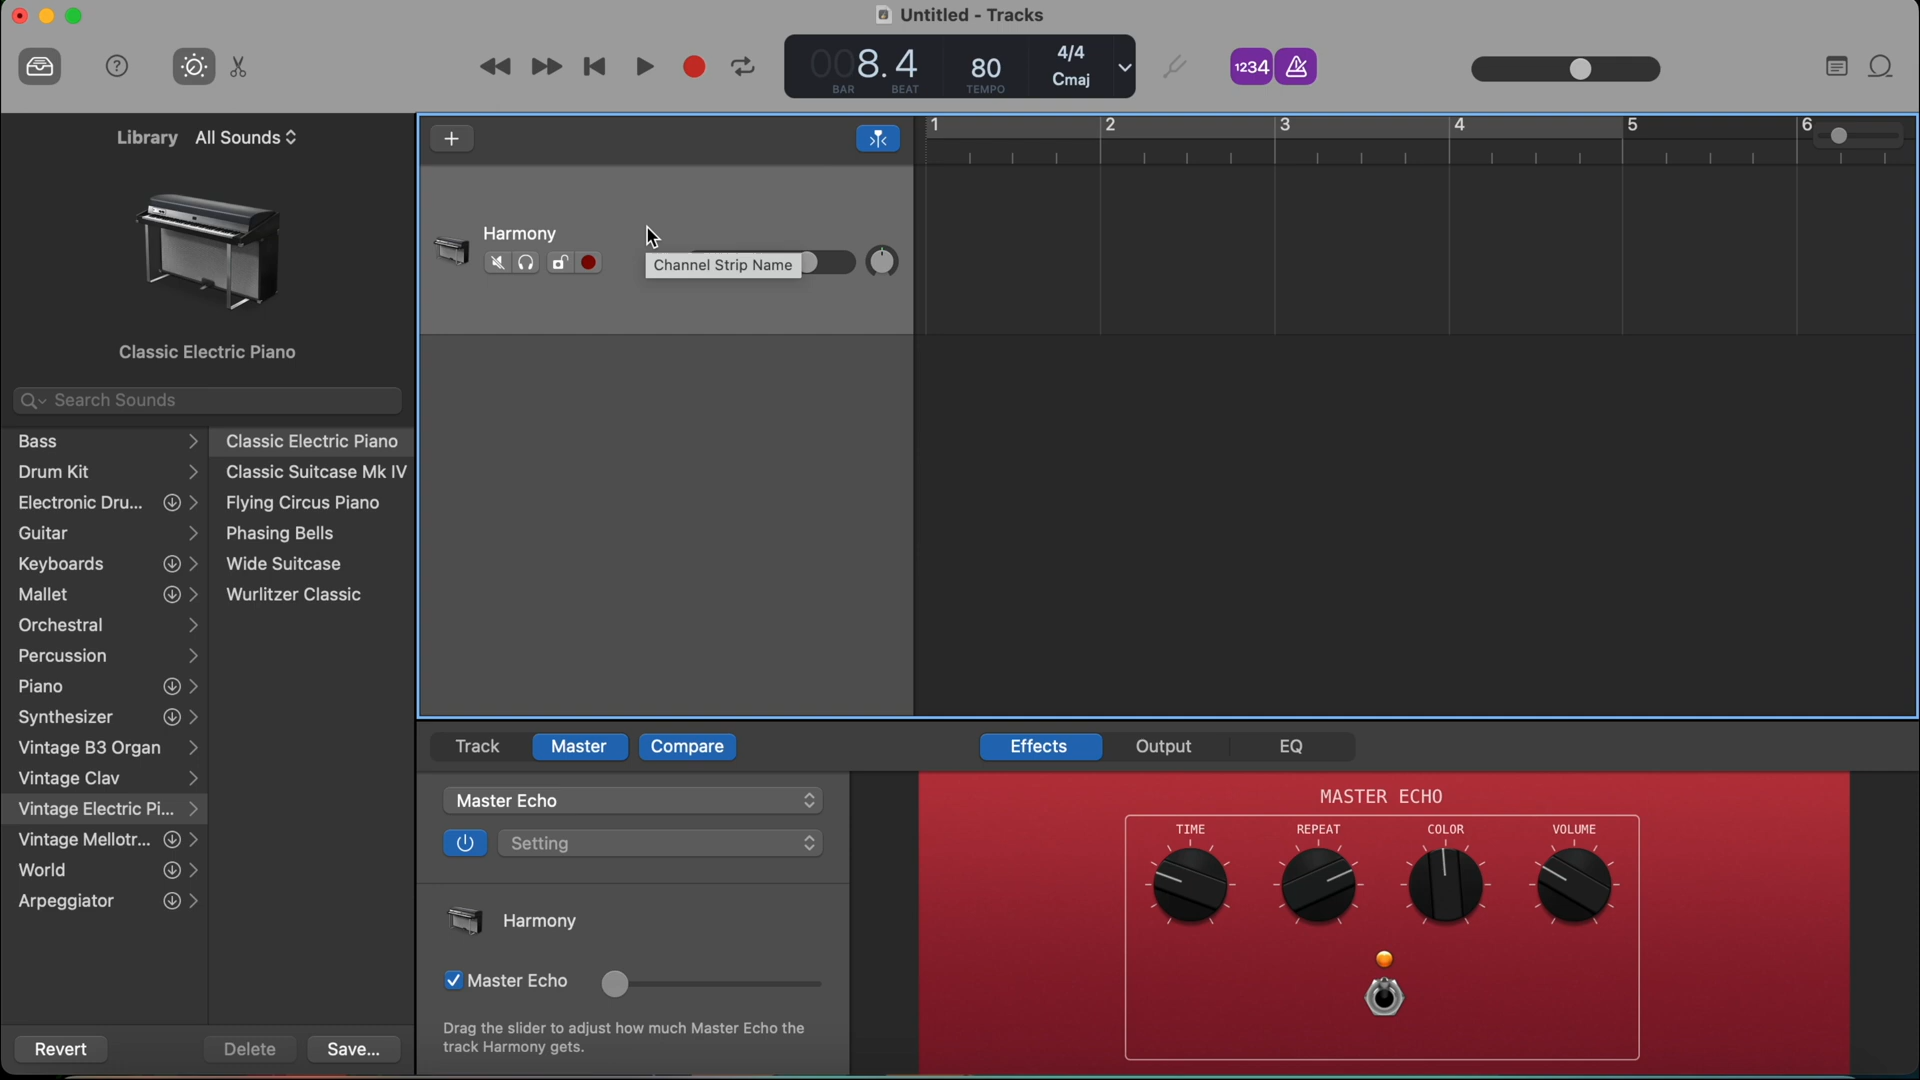 Untitled - Tracks
008.4
BAR BEAT
80
TEMPO
4/4
Cmaj
1234
Library All Sounds
Classic Electric Piano
Search Sounds
Bass
Drum Kit
Electronic Dru...
Guitar
Keyboards
Mallet
Orchestral
Percussion
Piano
Synthesizer
Vintage B3 Organ
Vintage Clav
Vintage Electric Pi...
Vintage Mellotr...
World
Arpeggiator
Classic Electric Piano
Classic Suitcase Mk IV
Flying Circus Piano
Phasing Bells
Wide Suitcase
Wurlitzer Classic
Revert Delete Save...
1 2 3 4 5 6
Harmony
Channel Strip Name
Track Master Compare Effects Output EQ
Master Echo
Setting
Harmony
Master Echo
Drag the slider to adjust how much Master Echo the
track Harmony gets.
MASTER ECHO
TIME REPEAT COLOR VOLUME